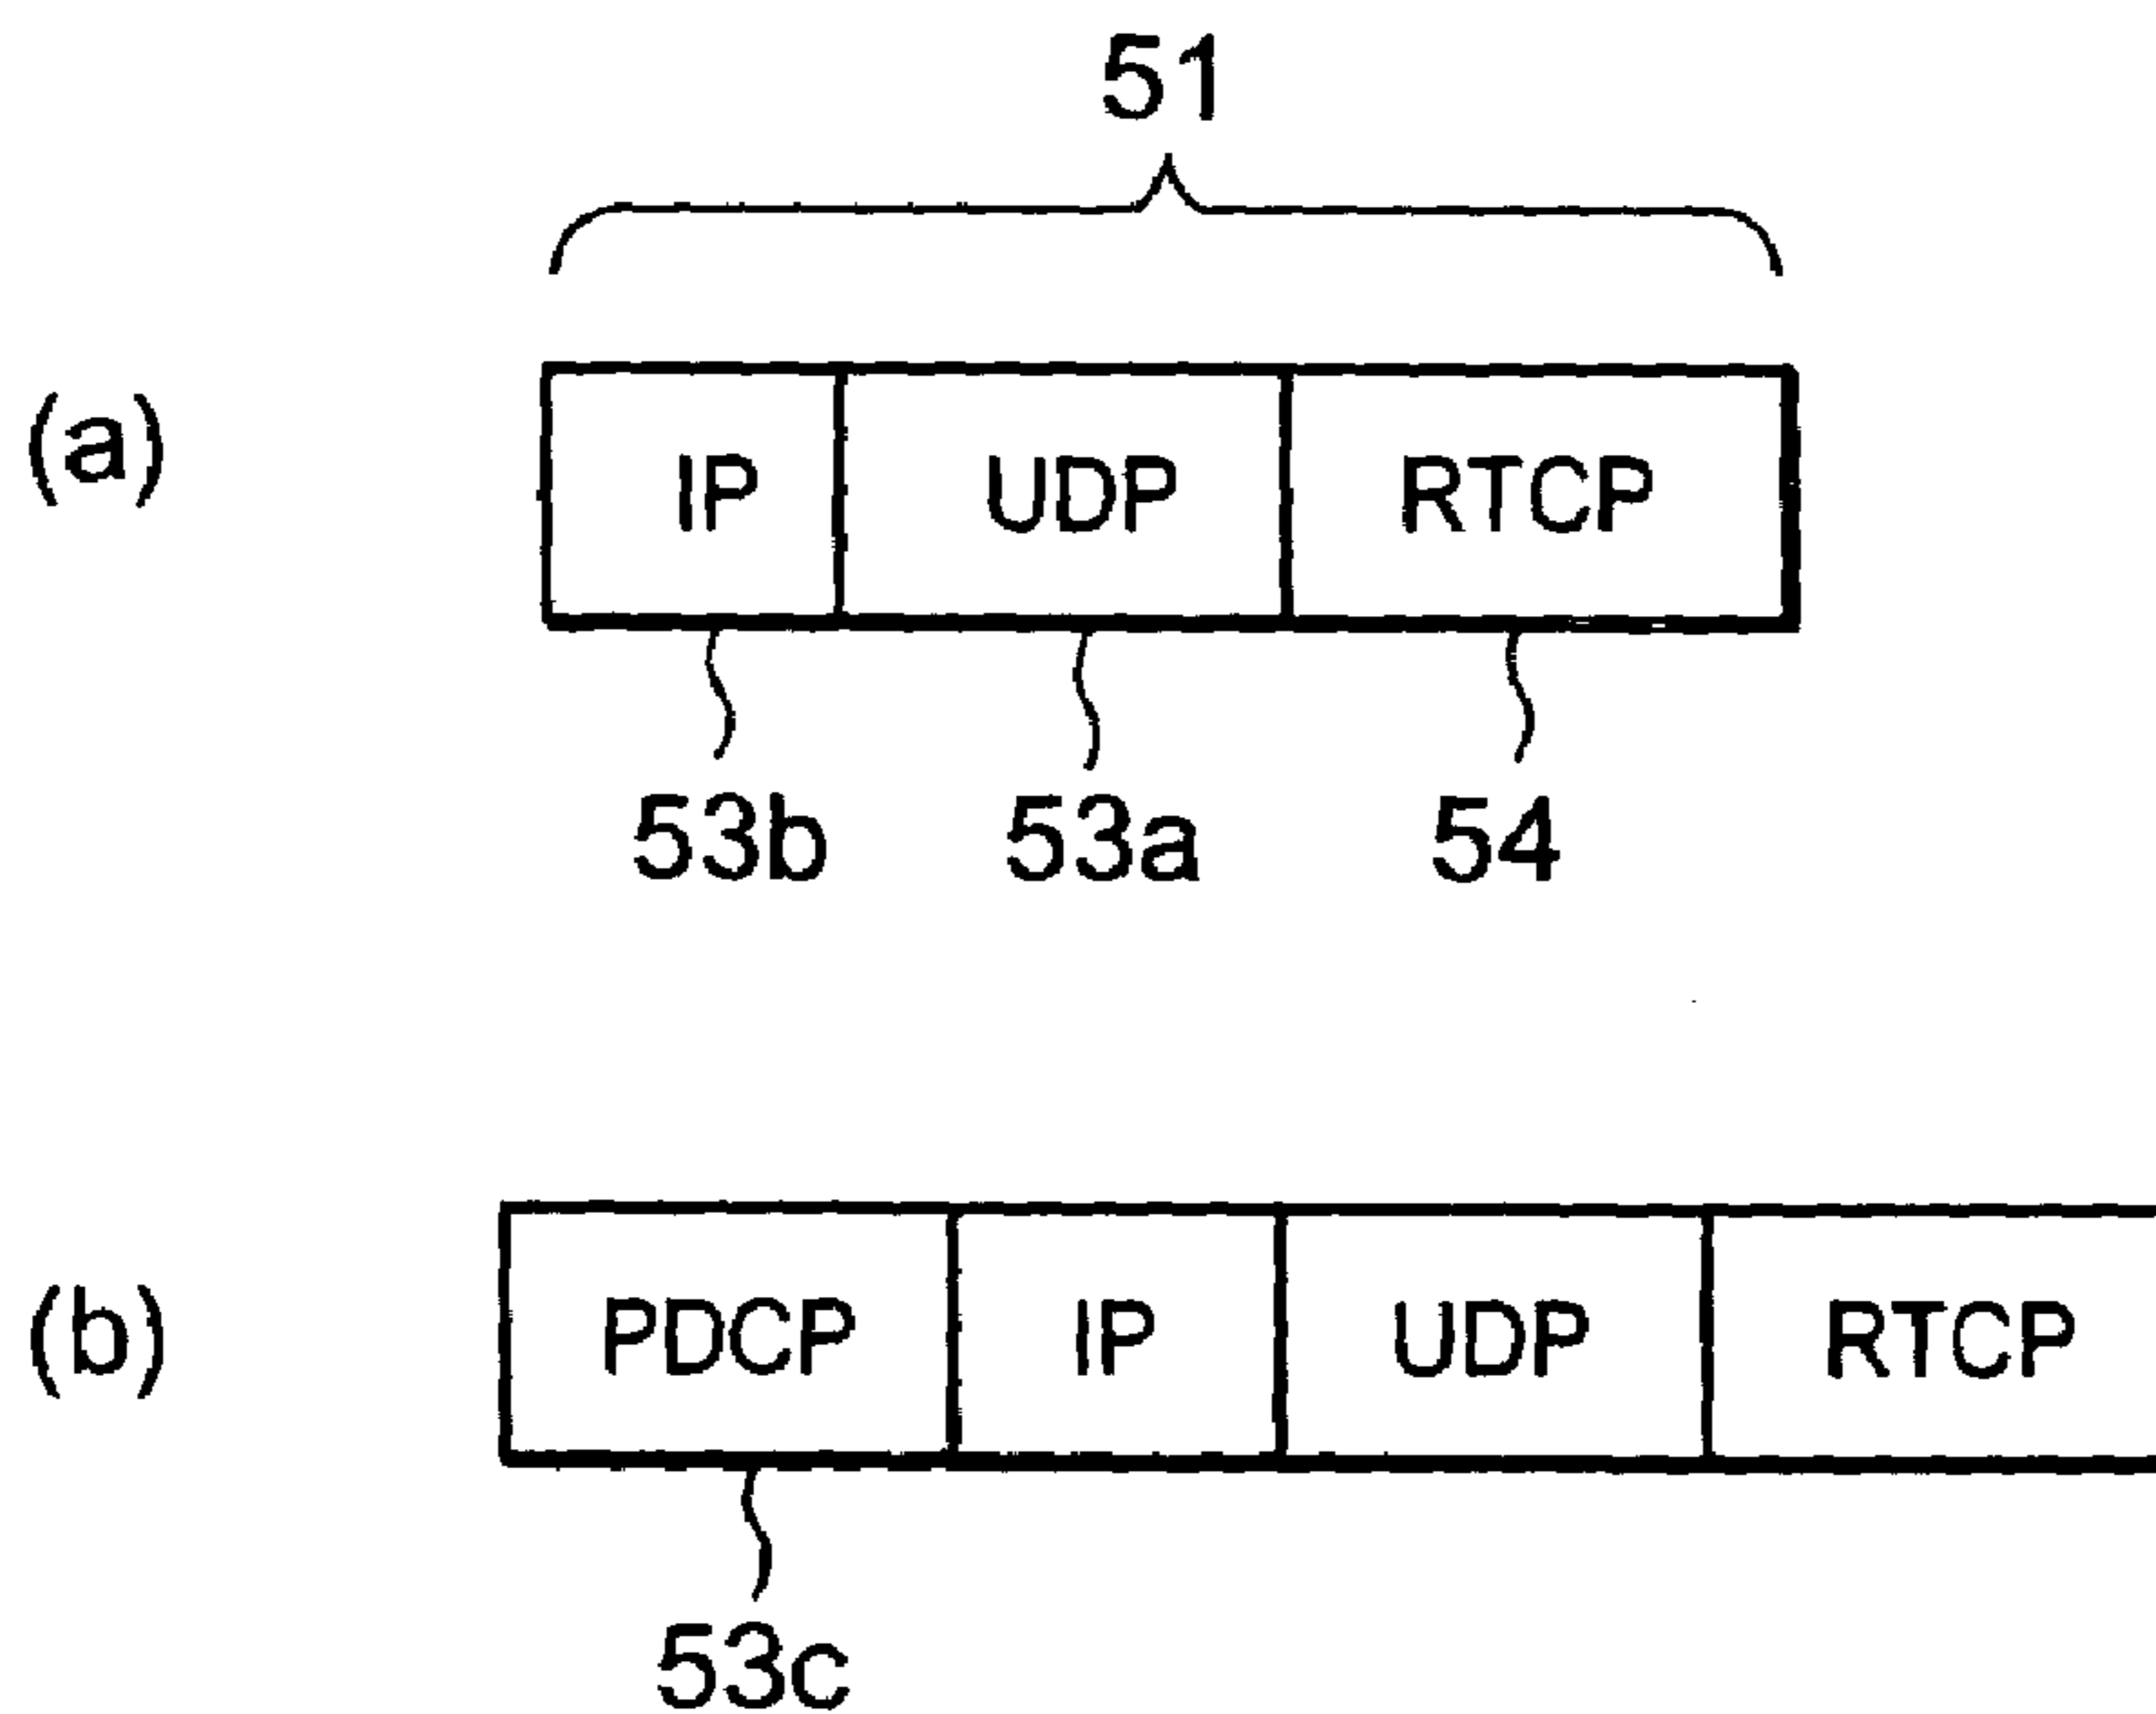 51
(a) IP UDP RTCP
53b 53a 54
(b) PDCP IP UDP RTCP
53c